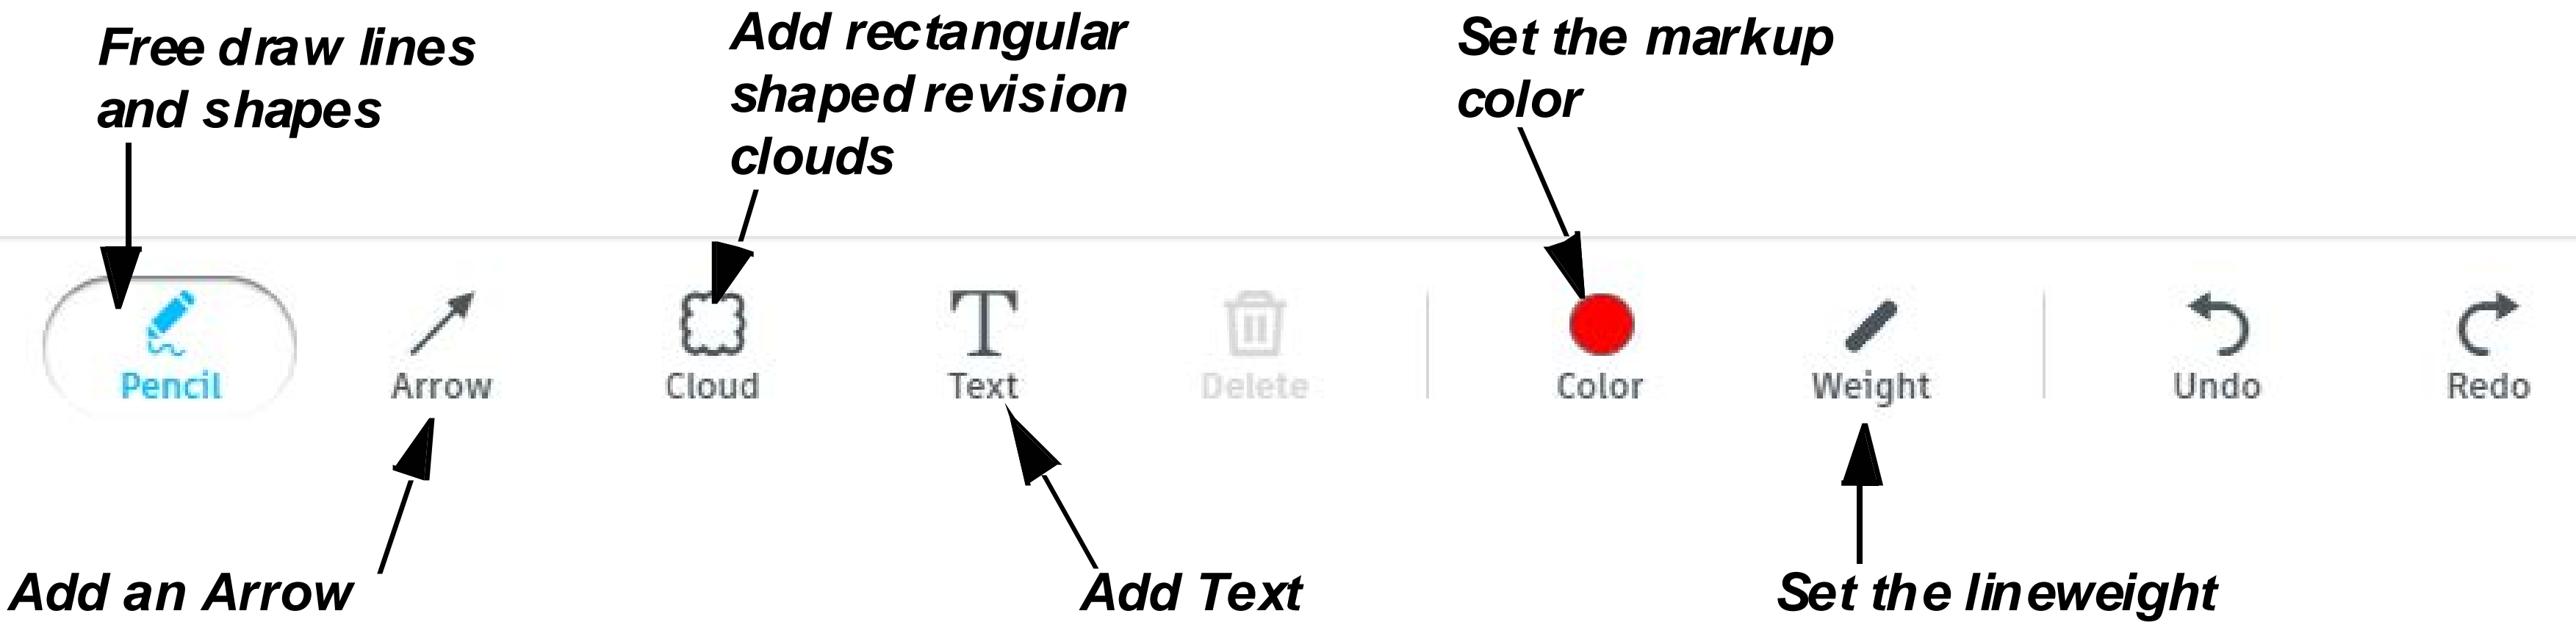 Free draw lines
and shapes
Add rectangular
shaped revision
clouds
Set the markup
color
Pencil
Arrow
Cloud
Text
Delete
Color
Weight
Undo
Redo
Add an Arrow
Add Text
Set the lineweight